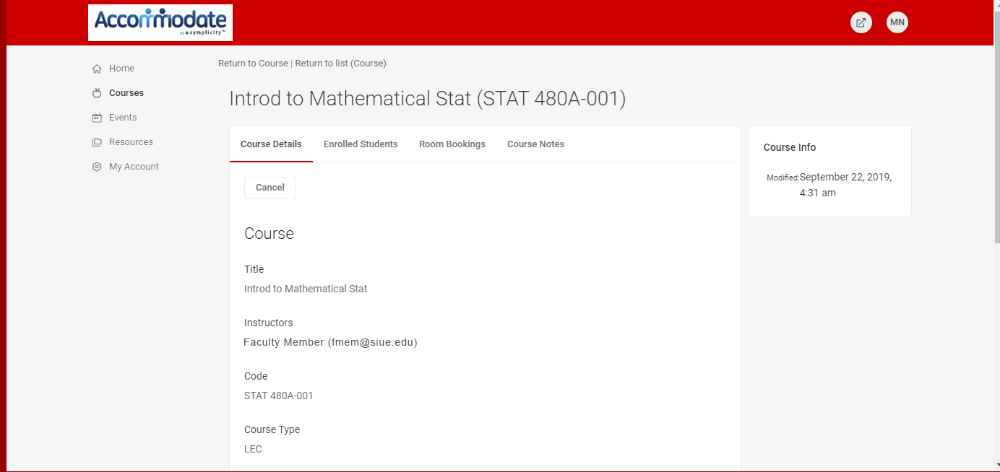 Accommodate
by symplicity™
MN
Home
Courses
Events
Resources
My Account
Return to Course | Return to list (Course)
Introd to Mathematical Stat (STAT 480A-001)
Course Details Enrolled Students Room Bookings Course Notes
Cancel
Course
Title
Introd to Mathematical Stat
Instructors
Faculty Member (fmem@siue.edu)
Code
STAT 480A-001
Course Type
LEC
Course Info
Modified:September 22, 2019,
4:31 am